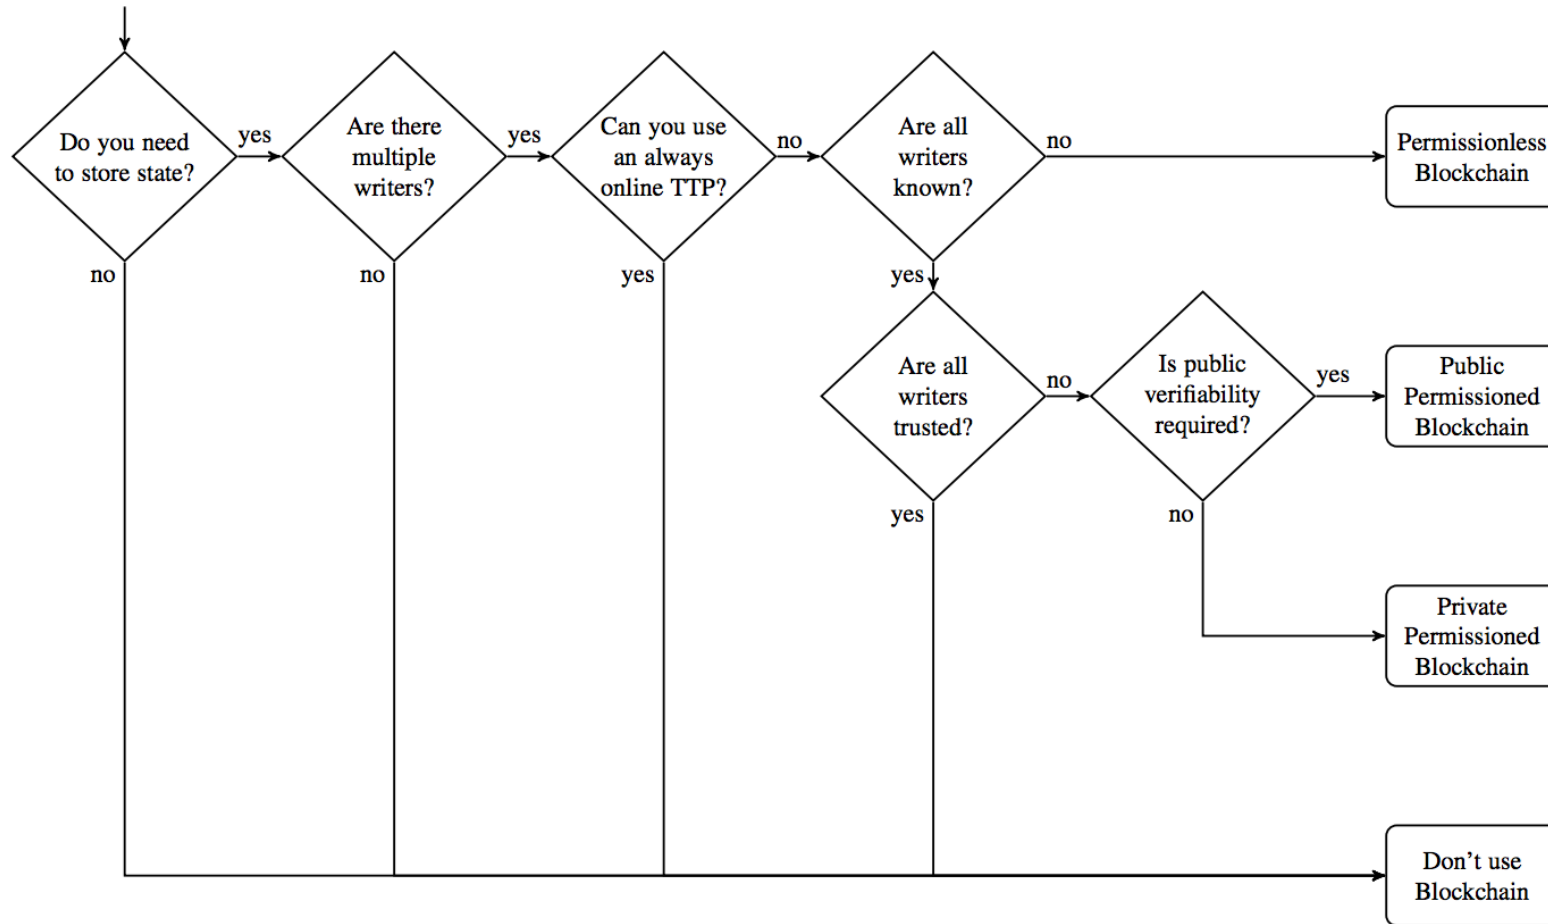 Do you need
to store state?
yes
no
Are there
multiple
writers?
yes
no
Can you use
an always
online TTP?
no
yes
Are all
writers
known?
no
yes
Permissionless
Blockchain
Are all
writers
trusted?
no
yes
Is public
verifiability
required?
yes
no
Public
Permissioned
Blockchain
Private
Permissioned
Blockchain
Don’t use
Blockchain